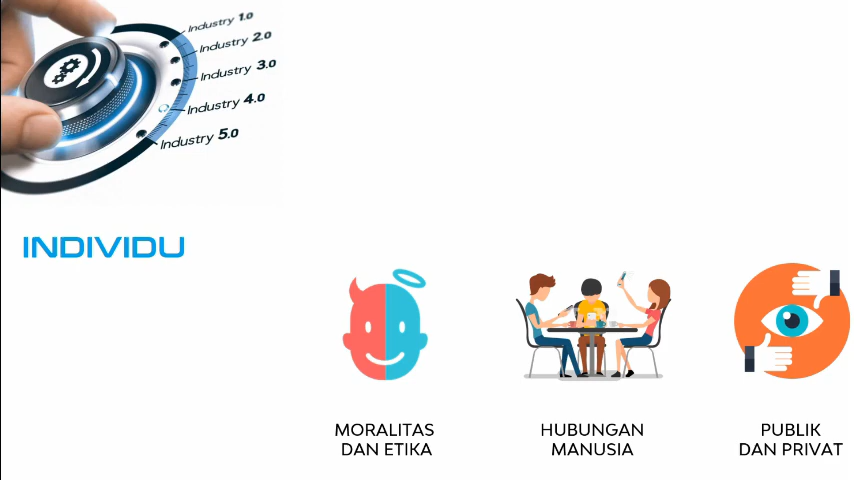 Industry 1.0
Industry 2.0
Industry 3.0
Industry 4.0
Industry 5.0
INDIVIDU
MORALITAS
DAN ETIKA
HUBUNGAN
MANUSIA
PUBLIK
DAN PRIVAT